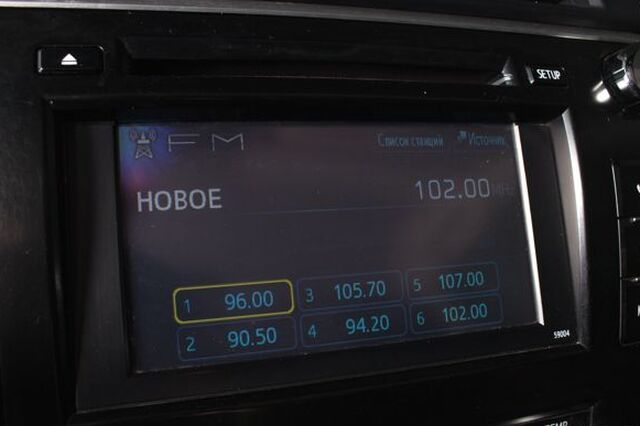 SETUP
FM Список станций Источник
НОВОЕ 102.00 MHz
1 96.00 3 105.70 5 107.00
2 90.50 4 94.20 6 102.00
59004